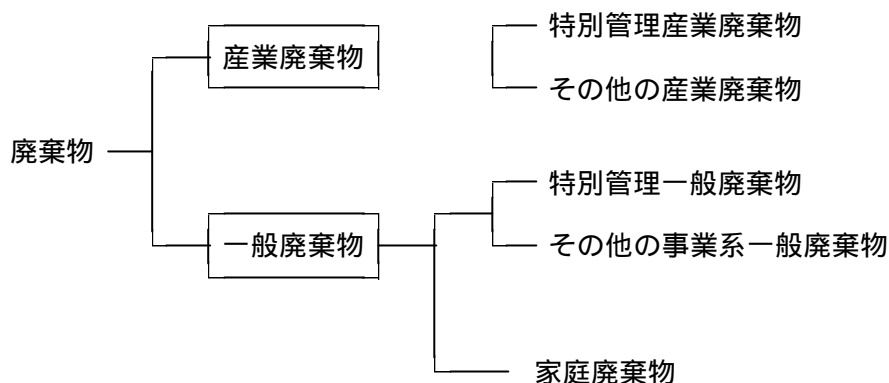 特別管理産業廃棄物
産業廃棄物
その他の産業廃棄物
廃棄物
特別管理一般廃棄物
一般廃棄物
その他の事業系一般廃棄物
家庭廃棄物